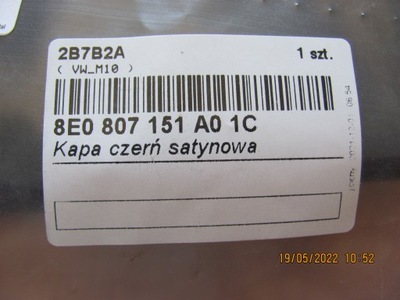 2B7B2A
1 szt.
( VW_M10 )
8E0 807 151 A0 1C
Kapa czerń satynowa
19/05/2022 10:52